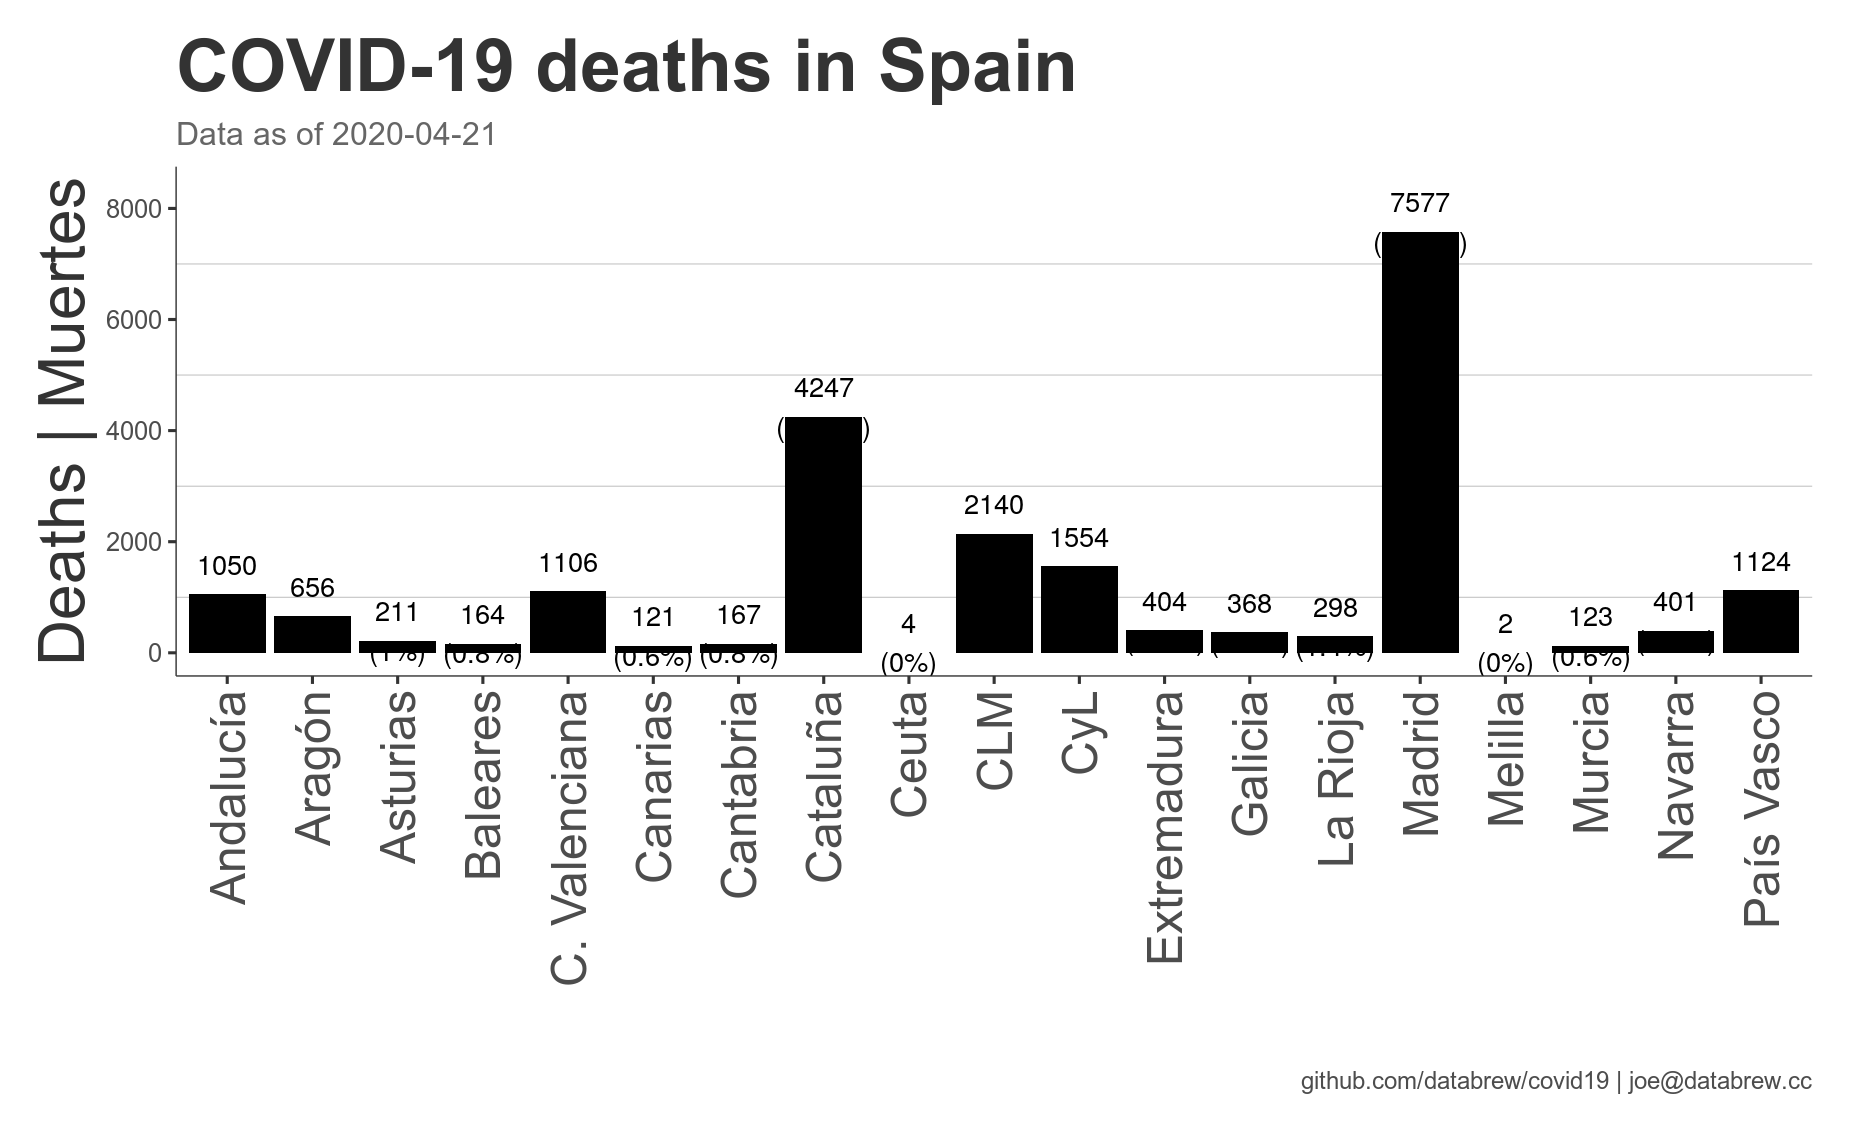 COVID-19 deaths in Spain
Data as of 2020-04-21
Deaths | Muertes
8000
6000
4000
2000
0
1050
656
211
(1%)
164
(0.8%)
1106
121
(0.6%)
167
(0.8%)
4247
4
(0%)
2140
1554
404
368
298
7577
2
(0%)
123
(0.6%)
401
1124
Andalucía
Aragón
Asturias
Baleares
C. Valenciana
Canarias
Cantabria
Cataluña
Ceuta
CLM
CyL
Extremadura
Galicia
La Rioja
Madrid
Melilla
Murcia
Navarra
País Vasco
github.com/databrew/covid19 | joe@databrew.cc